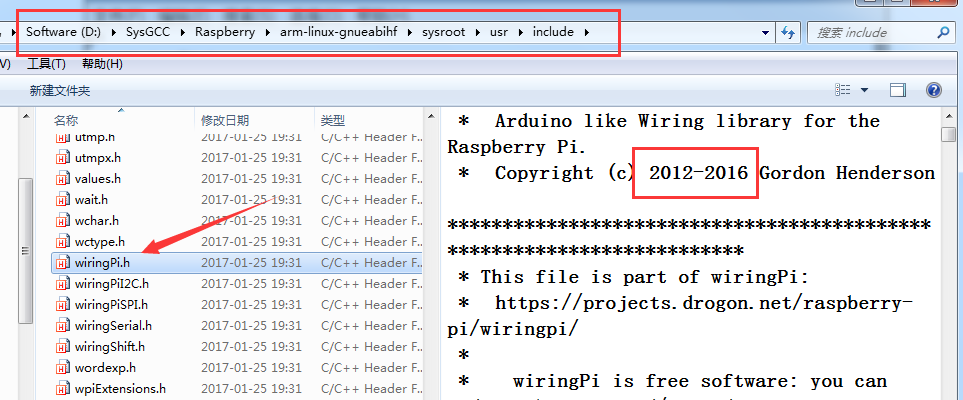 Software (D:) ▸ SysGCC ▸ Raspberry ▸ arm-linux-gnueabihf ▸ sysroot ▸ usr ▸ include ▸
搜索 include
V) 工具(T) 帮助(H)
新建文件夹
名称 修改日期 类型
utmp.h 2017-01-25 19:31 C/C++ Header F...
utmpx.h 2017-01-25 19:31 C/C++ Header F...
values.h 2017-01-25 19:31 C/C++ Header F...
wait.h 2017-01-25 19:31 C/C++ Header F...
wchar.h 2017-01-25 19:31 C/C++ Header F...
wctype.h 2017-01-25 19:31 C/C++ Header F...
wiringPi.h 2017-01-25 19:31 C/C++ Header F...
wiringPiI2C.h 2017-01-25 19:31 C/C++ Header F...
wiringPiSPI.h 2017-01-25 19:31 C/C++ Header F...
wiringSerial.h 2017-01-25 19:31 C/C++ Header F...
wiringShift.h 2017-01-25 19:31 C/C++ Header F...
wordexp.h 2017-01-25 19:31 C/C++ Header F...
wpiExtensions.h 2017-01-25 19:31 C/C++ Header F...
* Arduino like Wiring library for the
Raspberry Pi.
* Copyright (c) 2012-2016 Gordon Henderson
*********************************************
***************************
* This file is part of wiringPi:
* https://projects.drogon.net/raspberry-
pi/wiringpi/
*
* wiringPi is free software: you can